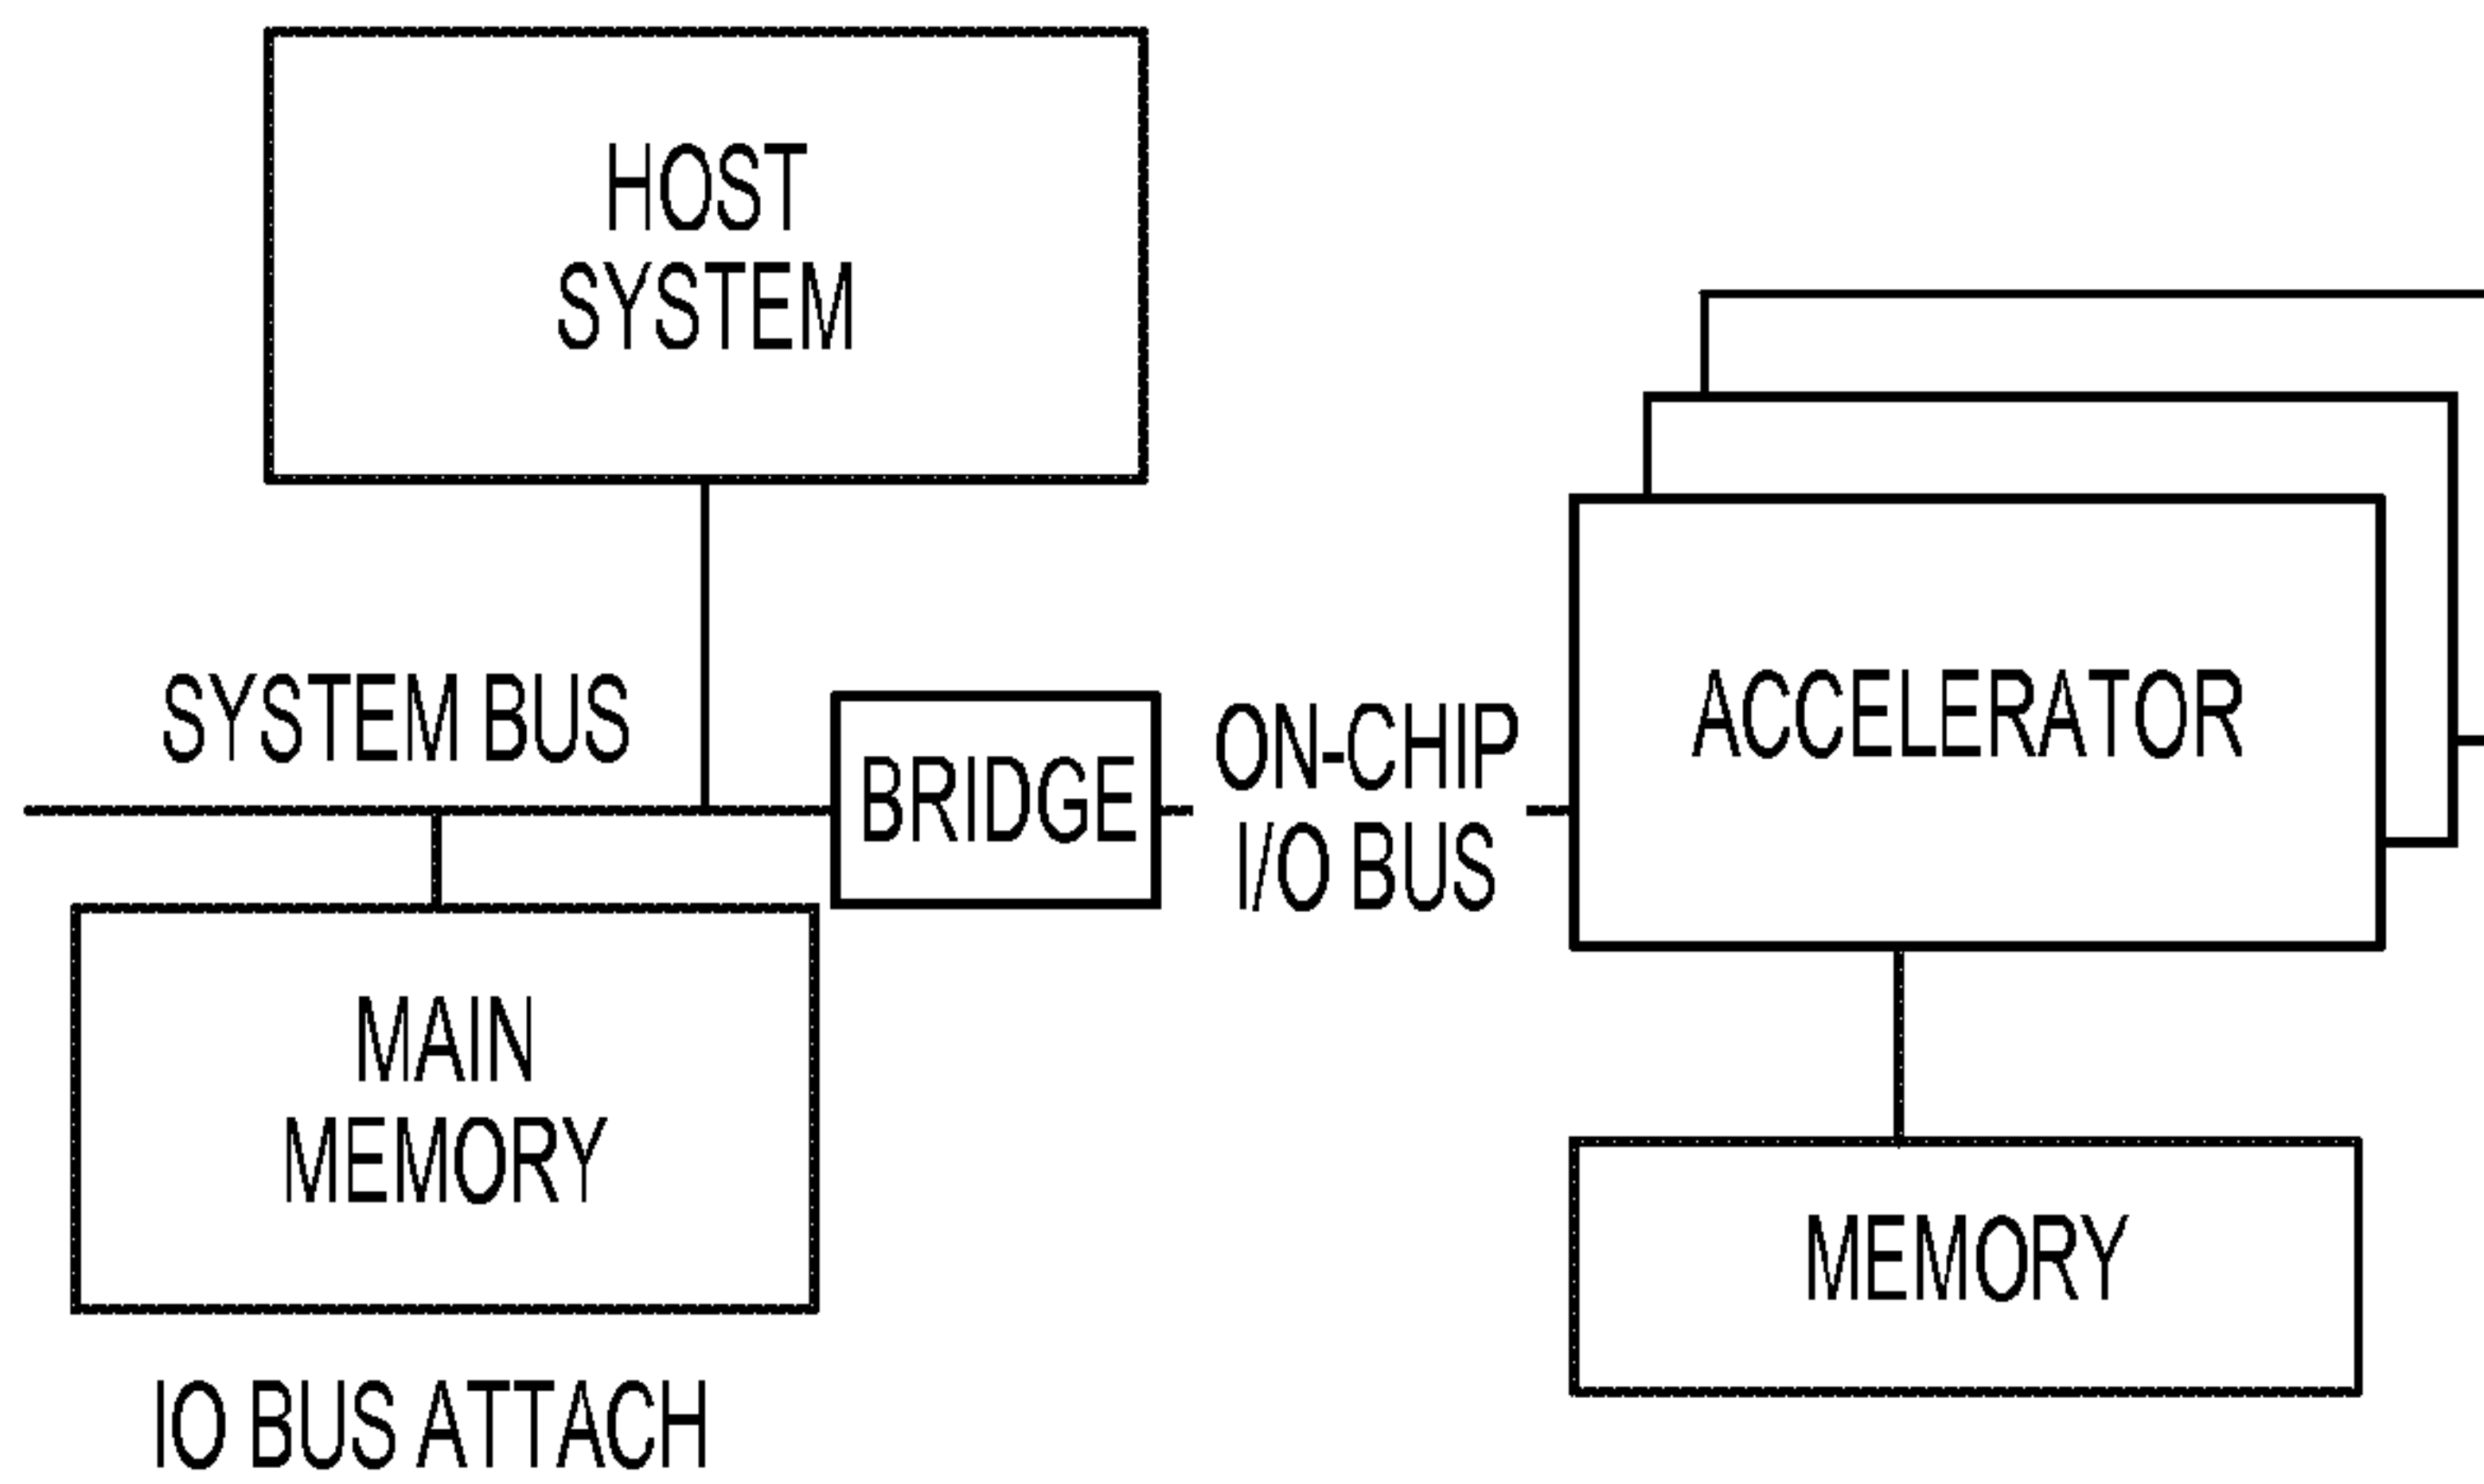 HOST
SYSTEM
SYSTEM BUS
BRIDGE
ON-CHIP
I/O BUS
ACCELERATOR
MAIN
MEMORY
MEMORY
IO BUS ATTACH